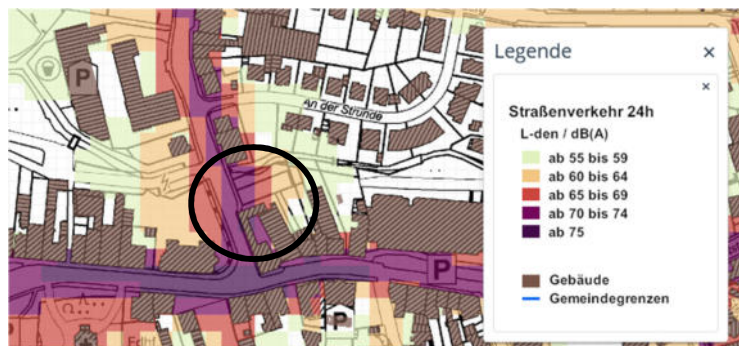 P
An der Strunde
P
P
Legende
×
×
Straßenverkehr 24h
L-den / dB(A)
ab 55 bis 59
ab 60 bis 64
ab 65 bis 69
ab 70 bis 74
ab 75
Gebäude
Gemeindegrenzen